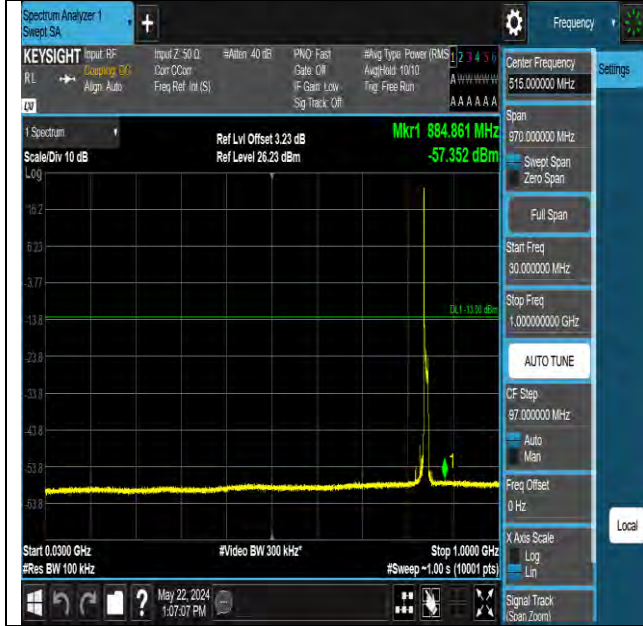 Spectrum Analyzer 1
Swept SA
Frequency
KEYSIGHT Input: RF Input Z: 50 Ω #Atten: 40 dB PNO: Fast #Avg Type: Power (RMS 1 2 3 4 5 6
RL Coupling: DC Corr CCorr Gate: Off Avg|Hold: 10/10 A W W W W W
Align: Auto Freq Ref: Int (S) IF Gain: Low Trig: Free Run
Sig Track: Off A A A A A A
LXI
1 Spectrum
Ref Lvl Offset 3.23 dB
Mkr1 884.861 MHz
Scale/Div 10 dB
Ref Level 26.23 dBm
-57.352 dBm
Log
16.2
6.23
-3.77
DL1 -13.00 dBm
-13.8
-23.8
-33.8
-43.8
-53.8
1
-63.8
Start 0.0300 GHz #Video BW 300 kHz* Stop 1.0000 GHz
#Res BW 100 kHz #Sweep ~1.00 s (10001 pts)
?
May 22, 2024
1:07:07 PM
Settings
Center Frequency
515.000000 MHz
Span
970.000000 MHz
Swept Span
Zero Span
Full Span
Start Freq
30.000000 MHz
Stop Freq
1.000000000 GHz
AUTO TUNE
CF Step
97.000000 MHz
Auto
Man
Freq Offset
0 Hz
X Axis Scale
Log
Lin
Signal Track
(Span Zoom)
Local